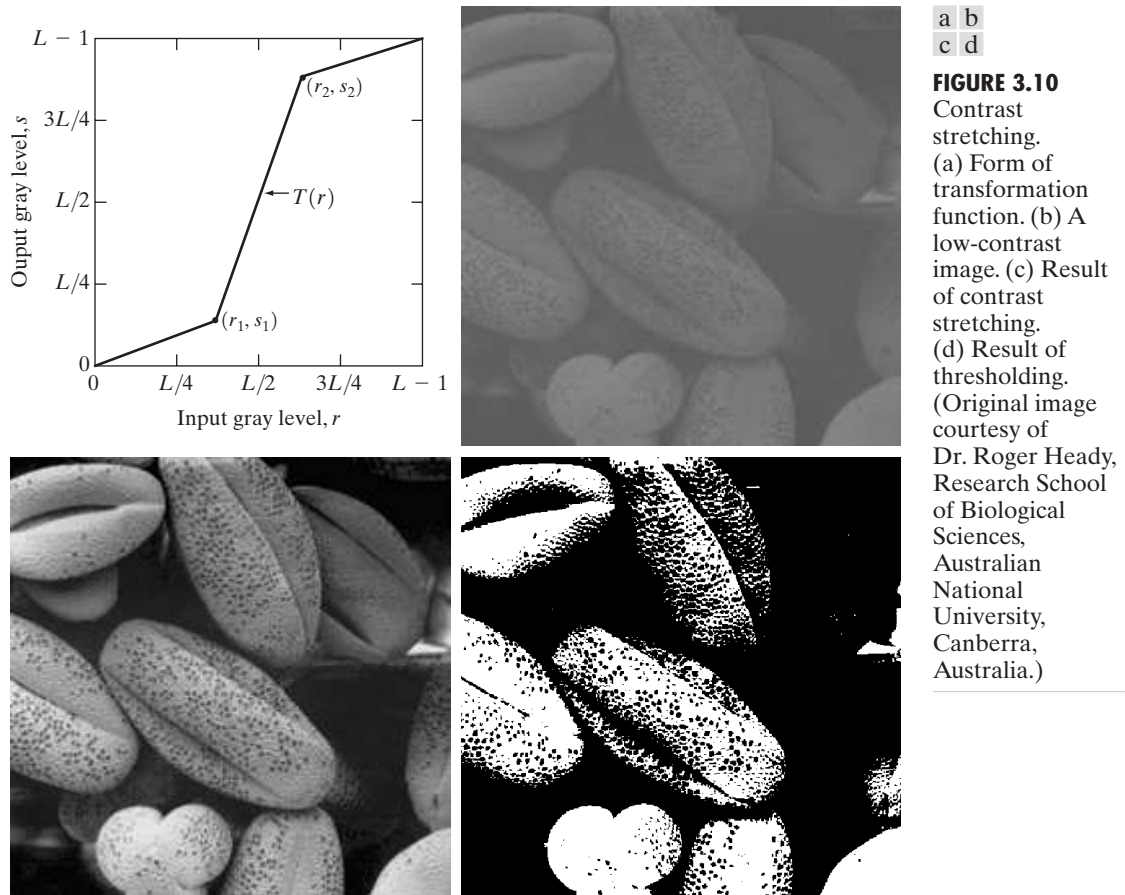 L − 1
3L/4
L/2
L/4
0
Ouput gray level, s
(r₂, s₂)
T(r)
(r₁, s₁)
0 L/4 L/2 3L/4 L − 1
Input gray level, r
a b
c d
FIGURE 3.10
Contrast
stretching.
(a) Form of
transformation
function. (b) A
low-contrast
image. (c) Result
of contrast
stretching.
(d) Result of
thresholding.
(Original image
courtesy of
Dr. Roger Heady,
Research School
of Biological
Sciences,
Australian
National
University,
Canberra,
Australia.)